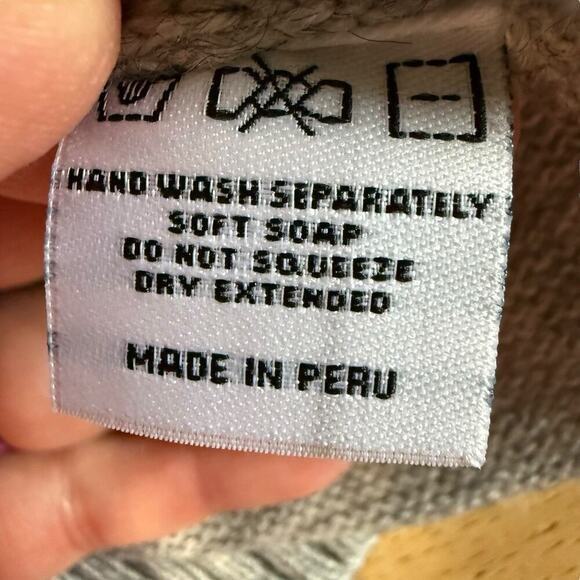 HAND WASH SEPARATELY
SOFT SOAP
DO NOT SQUEEZE
DRY EXTENDED
MADE IN PERU